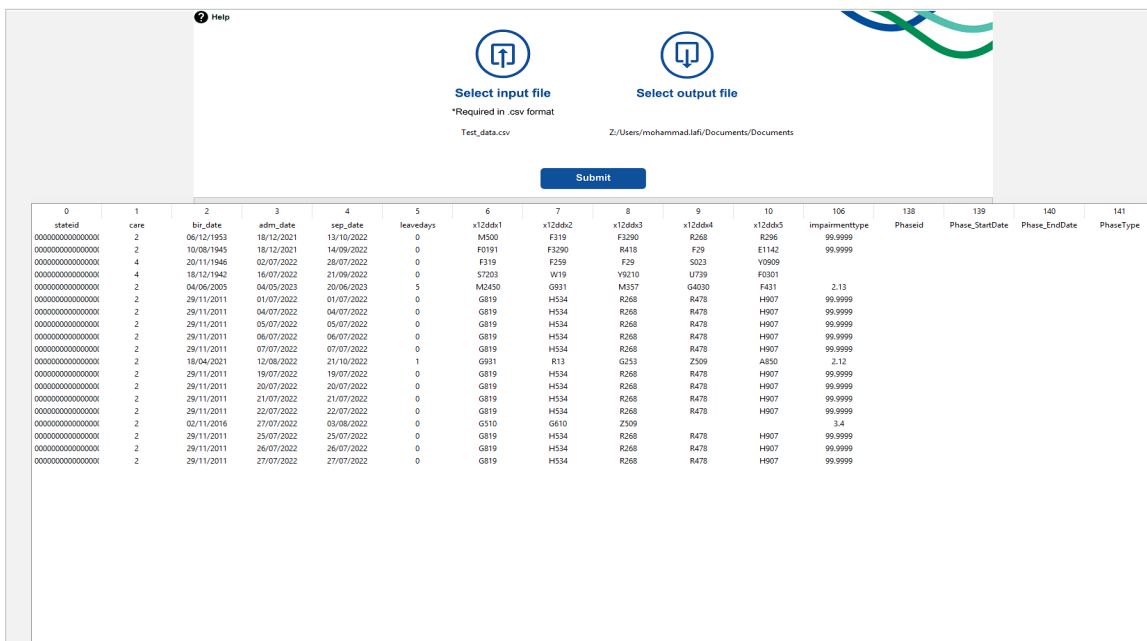 ? Help
Select input file Select output file
*Required in .csv format
Test_data.csv Z:/Users/mohammad.lafi/Documents/Documents
Submit
0 1 2 3 4 5 6 7 8 9 10 106 138 139 140 141
stateid care bir_date adm_date sep_date leavedays x12ddx1 x12ddx2 x12ddx3 x12ddx4 x12ddx5 impairmenttype Phaseid Phase_StartDate Phase_EndDate PhaseType
000000000000000( 2 06/12/1953 18/12/2021 13/10/2022 0 M500 F319 F3290 R268 R296 99.9999
000000000000000( 2 10/08/1945 18/12/2021 14/09/2022 0 F0191 F3290 R418 F29 E1142 99.9999
000000000000000( 4 20/11/1946 02/07/2022 28/07/2022 0 F319 F259 F29 S023 Y0909
000000000000000( 4 18/12/1942 16/07/2022 21/09/2022 0 S7203 W19 Y9210 U739 F0301
000000000000000( 2 04/06/2005 04/05/2023 20/06/2023 5 M2450 G931 M357 G4030 F431 2.13
000000000000000( 2 29/11/2011 01/07/2022 01/07/2022 0 G819 H534 R268 R478 H907 99.9999
000000000000000( 2 29/11/2011 04/07/2022 04/07/2022 0 G819 H534 R268 R478 H907 99.9999
000000000000000( 2 29/11/2011 05/07/2022 05/07/2022 0 G819 H534 R268 R478 H907 99.9999
000000000000000( 2 29/11/2011 06/07/2022 06/07/2022 0 G819 H534 R268 R478 H907 99.9999
000000000000000( 2 29/11/2011 07/07/2022 07/07/2022 0 G819 H534 R268 R478 H907 99.9999
000000000000000( 2 18/04/2021 12/08/2022 21/10/2022 1 G931 R13 G253 Z509 A850 2.12
000000000000000( 2 29/11/2011 19/07/2022 19/07/2022 0 G819 H534 R268 R478 H907 99.9999
000000000000000( 2 29/11/2011 20/07/2022 20/07/2022 0 G819 H534 R268 R478 H907 99.9999
000000000000000( 2 29/11/2011 21/07/2022 21/07/2022 0 G819 H534 R268 R478 H907 99.9999
000000000000000( 2 29/11/2011 22/07/2022 22/07/2022 0 G819 H534 R268 R478 H907 99.9999
000000000000000( 2 02/11/2016 27/07/2022 03/08/2022 0 G510 G610 Z509 3.4
000000000000000( 2 29/11/2011 25/07/2022 25/07/2022 0 G819 H534 R268 R478 H907 99.9999
000000000000000( 2 29/11/2011 26/07/2022 26/07/2022 0 G819 H534 R268 R478 H907 99.9999
000000000000000( 2 29/11/2011 27/07/2022 27/07/2022 0 G819 H534 R268 R478 H907 99.9999